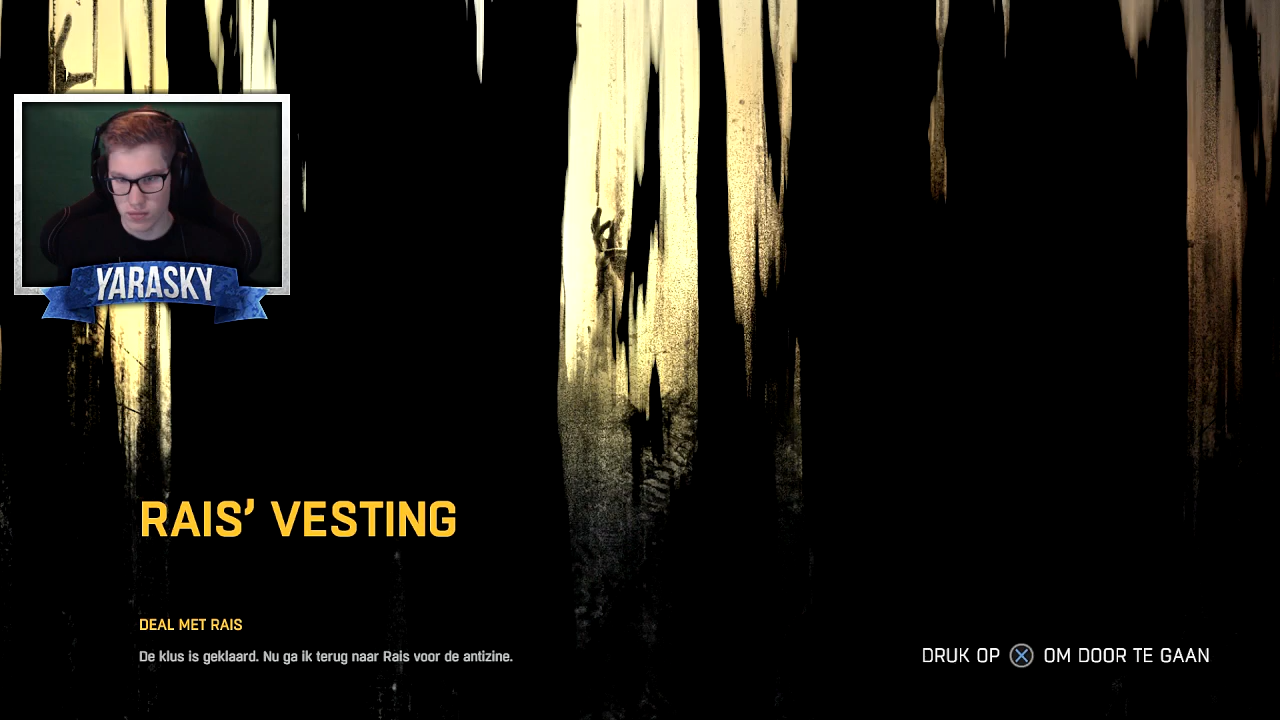 YARASKY
RAIS’ VESTING
DEAL MET RAIS
De klus is geklaard. Nu ga ik terug naar Rais voor de antizine.
DRUK OP ⓧ OM DOOR TE GAAN